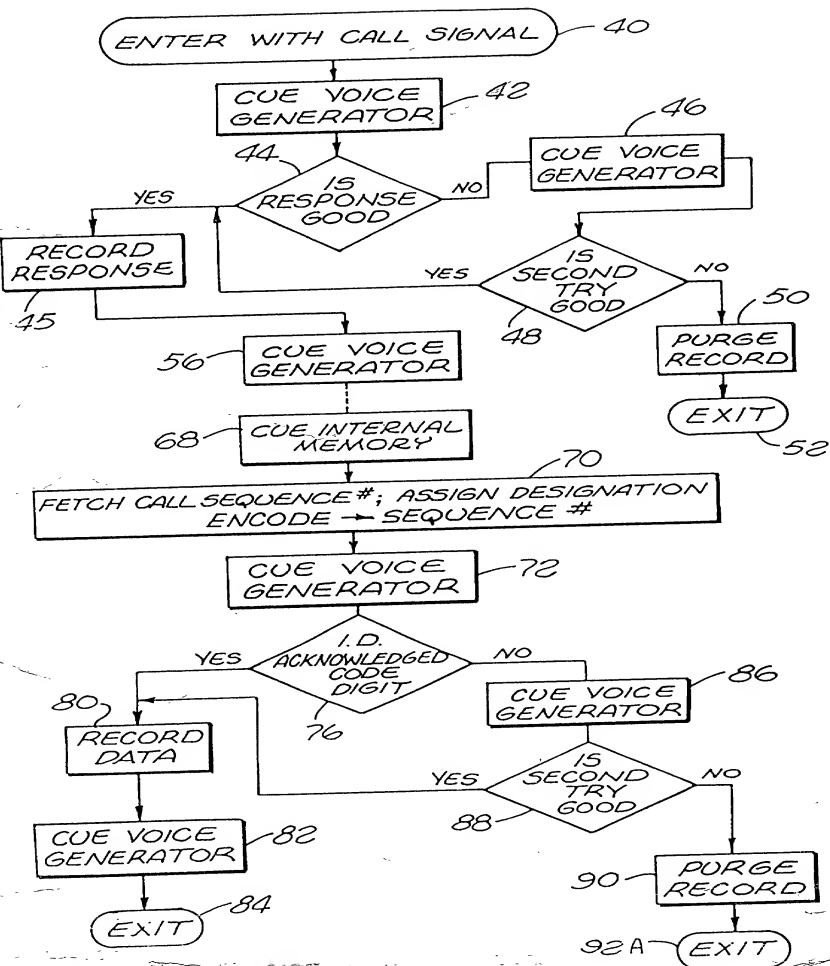 ENTER WITH CALL SIGNAL
40
CUE VOICE
GENERATOR
42
44
IS
RESPONSE
GOOD
YES
NO
46
CUE VOICE
GENERATOR
RECORD
RESPONSE
45
IS
SECOND
TRY
GOOD
YES
NO
48
50
PURGE
RECORD
EXIT
52
56
CUE VOICE
GENERATOR
68
CUE INTERNAL
MEMORY
70
FETCH CALL SEQUENCE #; ASSIGN DESIGNATION
ENCODE → SEQUENCE #
CUE VOICE
GENERATOR
72
I.D.
ACKNOWLEDGED
CODE
DIGIT
YES
NO
76
80
RECORD
DATA
CUE VOICE
GENERATOR
86
IS
SECOND
TRY
GOOD
YES
NO
88
CUE VOICE
GENERATOR
82
90
PURGE
RECORD
EXIT
84
92A
EXIT